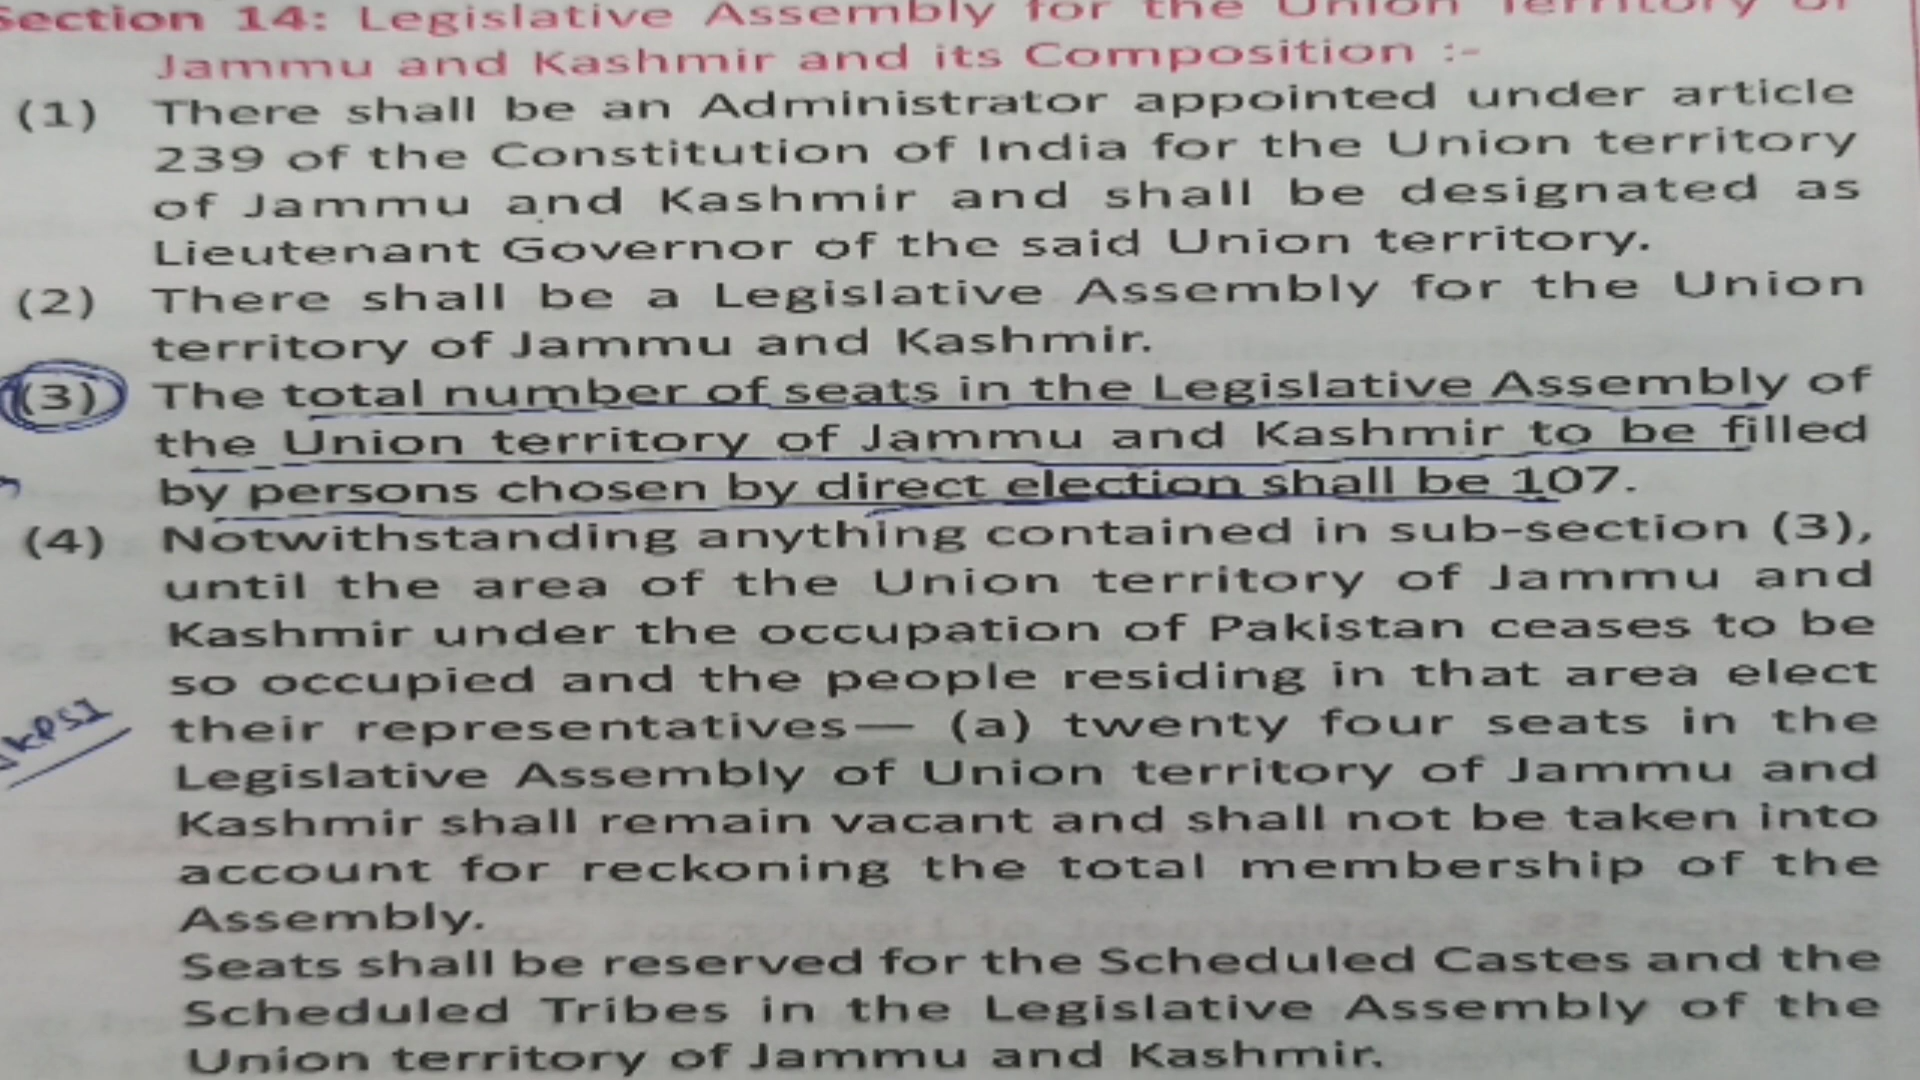 Section 14: Legislative Assembly for the Union Territory of
Jammu and Kashmir and its Composition :-
(1) There shall be an Administrator appointed under article
239 of the Constitution of India for the Union territory
of Jammu and Kashmir and shall be designated as
Lieutenant Governor of the said Union territory.
(2) There shall be a Legislative Assembly for the Union
territory of Jammu and Kashmir.
(3) The total number of seats in the Legislative Assembly of
the Union territory of Jammu and Kashmir to be filled
by persons chosen by direct election shall be 107.
(4) Notwithstanding anything contained in sub-section (3),
until the area of the Union territory of Jammu and
Kashmir under the occupation of Pakistan ceases to be
so occupied and the people residing in that area elect
JKPSI
their representatives— (a) twenty four seats in the
Legislative Assembly of Union territory of Jammu and
Kashmir shall remain vacant and shall not be taken into
account for reckoning the total membership of the
Assembly.
Seats shall be reserved for the Scheduled Castes and the
Scheduled Tribes in the Legislative Assembly of the
Union territory of Jammu and Kashmir.